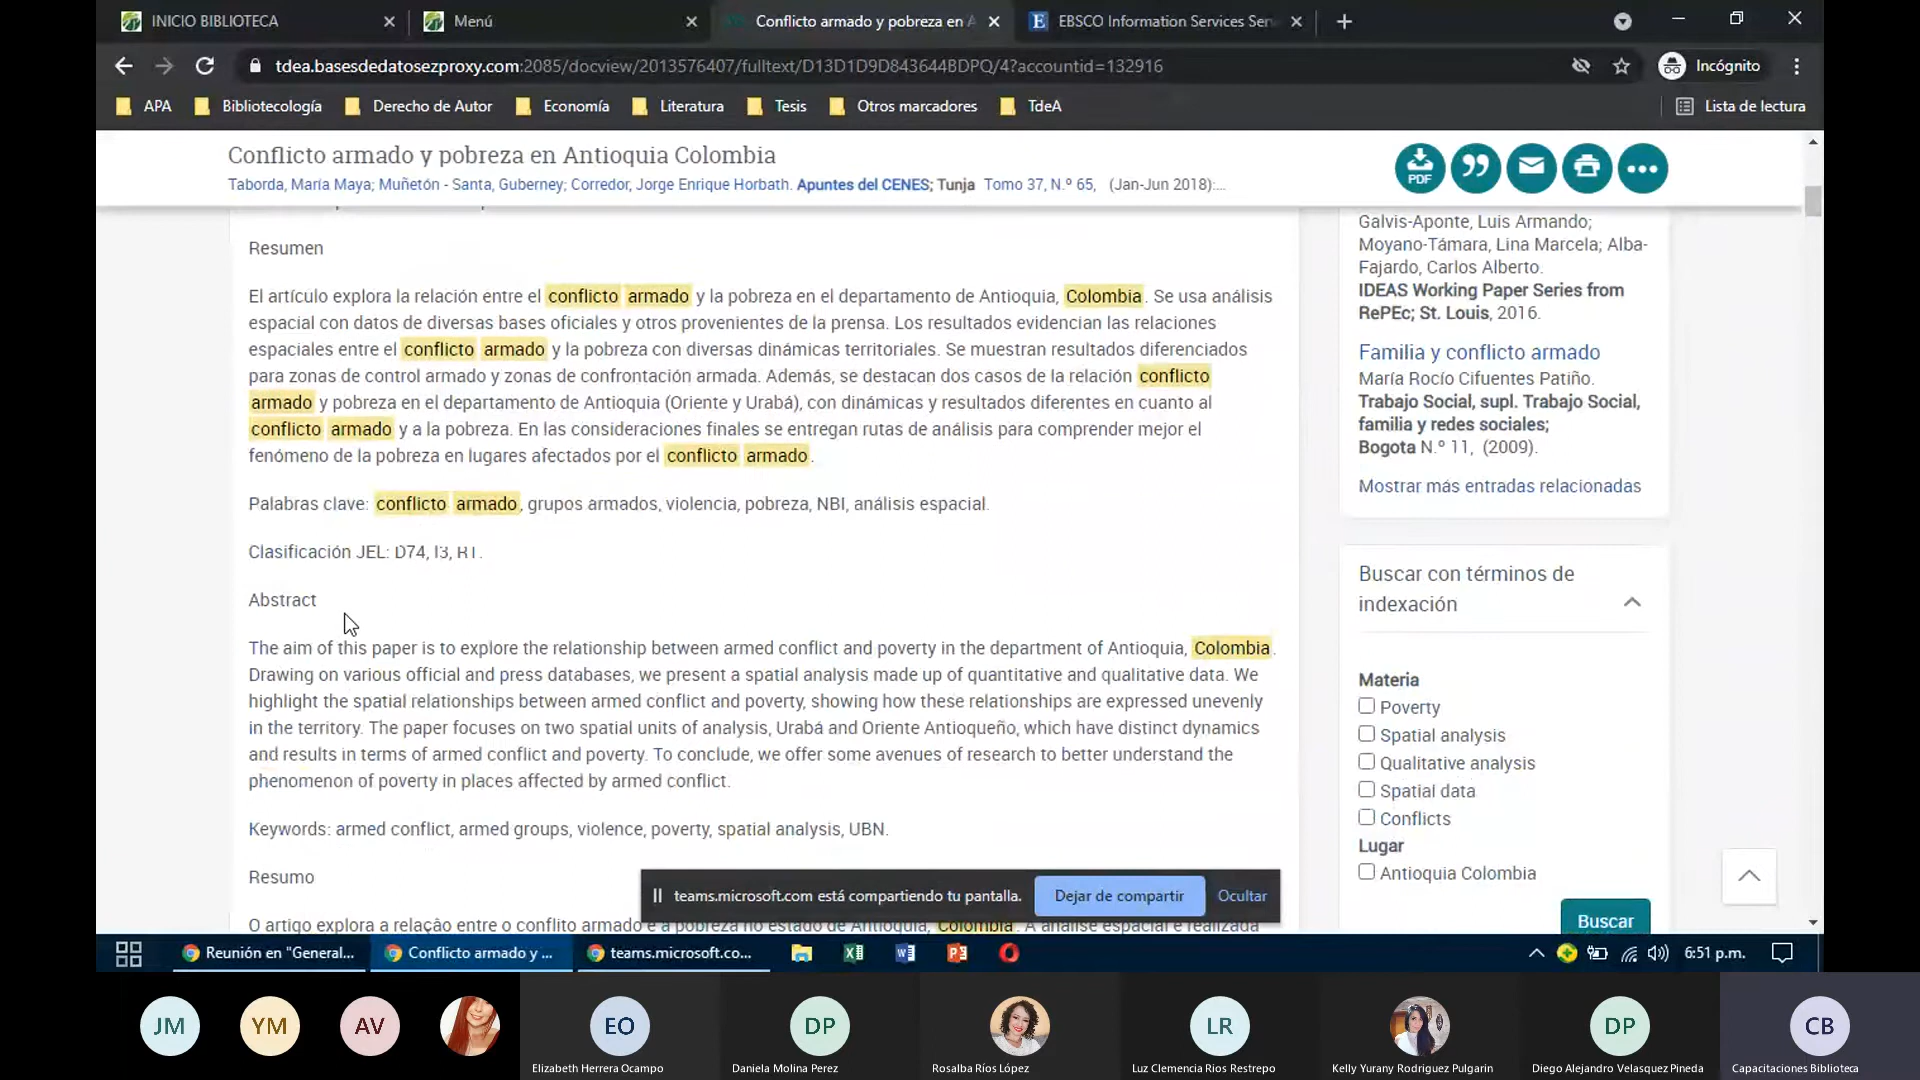 INICIO BIBLIOTECA
Menú
Conflicto armado y pobreza en A
EBSCO Information Services Ser
tdea.basesdedatosezproxy.com:2085/docview/2013576407/fulltext/D13D1D9D843644BDPQ/4?accountid=132916
Incógnito
APA
Bibliotecología
Derecho de Autor
Economía
Literatura
Tesis
Otros marcadores
TdeA
Lista de lectura
Conflicto armado y pobreza en Antioquia Colombia
Taborda, María Maya; Muñetón - Santa, Guberney; Corredor, Jorge Enrique Horbath. Apuntes del CENES; Tunja Tomo 37, N.º 65, (Jan-Jun 2018):...
PDF
Resumen
El artículo explora la relación entre el conflicto armado y la pobreza en el departamento de Antioquia, Colombia. Se usa análisis
espacial con datos de diversas bases oficiales y otros provenientes de la prensa. Los resultados evidencian las relaciones
espaciales entre el conflicto armado y la pobreza con diversas dinámicas territoriales. Se muestran resultados diferenciados
para zonas de control armado y zonas de confrontación armada. Además, se destacan dos casos de la relación conflicto
armado y pobreza en el departamento de Antioquia (Oriente y Urabá), con dinámicas y resultados diferentes en cuanto al
conflicto armado y a la pobreza. En las consideraciones finales se entregan rutas de análisis para comprender mejor el
fenómeno de la pobreza en lugares afectados por el conflicto armado.
Palabras clave: conflicto armado, grupos armados, violencia, pobreza, NBI, análisis espacial.
Clasificación JEL: D74, I3, R1.
Abstract
The aim of this paper is to explore the relationship between armed conflict and poverty in the department of Antioquia, Colombia.
Drawing on various official and press databases, we present a spatial analysis made up of quantitative and qualitative data. We
highlight the spatial relationships between armed conflict and poverty, showing how these relationships are expressed unevenly
in the territory. The paper focuses on two spatial units of analysis, Urabá and Oriente Antioqueño, which have distinct dynamics
and results in terms of armed conflict and poverty. To conclude, we offer some avenues of research to better understand the
phenomenon of poverty in places affected by armed conflict.
Keywords: armed conflict, armed groups, violence, poverty, spatial analysis, UBN.
Resumo
O artigo explora a relação entre o conflito armado e a pobreza no estado de Antioquia, Colombia. A análise espacial é realizada
Galvis-Aponte, Luis Armando;
Moyano-Támara, Lina Marcela; Alba-
Fajardo, Carlos Alberto.
IDEAS Working Paper Series from
RePEc; St. Louis, 2016.
Familia y conflicto armado
María Rocío Cifuentes Patiño.
Trabajo Social, supl. Trabajo Social,
familia y redes sociales;
Bogota N.º 11, (2009).
Mostrar más entradas relacionadas
Buscar con términos de
indexación
Materia
Poverty
Spatial analysis
Qualitative analysis
Spatial data
Conflicts
Lugar
Antioquia Colombia
Buscar
teams.microsoft.com está compartiendo tu pantalla.
Dejar de compartir
Ocultar
Reunión en "General...
Conflicto armado y ...
teams.microsoft.co...
6:51 p.m.
JM
YM
AV
EO
DP
LR
DP
CB
Elizabeth Herrera Ocampo
Daniela Molina Perez
Rosalba Ríos López
Luz Clemencia Rios Restrepo
Kelly Yurany Rodriguez Pulgarin
Diego Alejandro Velasquez Pineda
Capacitaciones Biblioteca